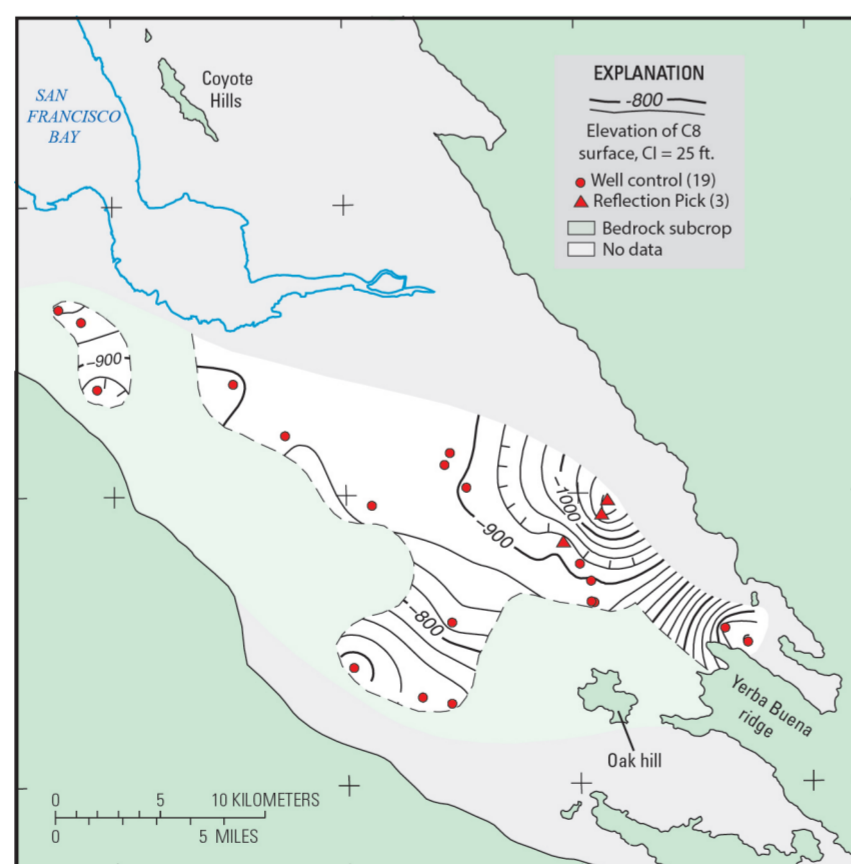 SAN
FRANCISCO
BAY
Coyote
Hills
EXPLANATION
-800
Elevation of C8
surface, CI = 25 ft.
Well control (19)
Reflection Pick (3)
Bedrock subcrop
No data
–900
–1000
–900
–800
Yerba Buena
ridge
Oak hill
0 5 10 KILOMETERS
0 5 MILES